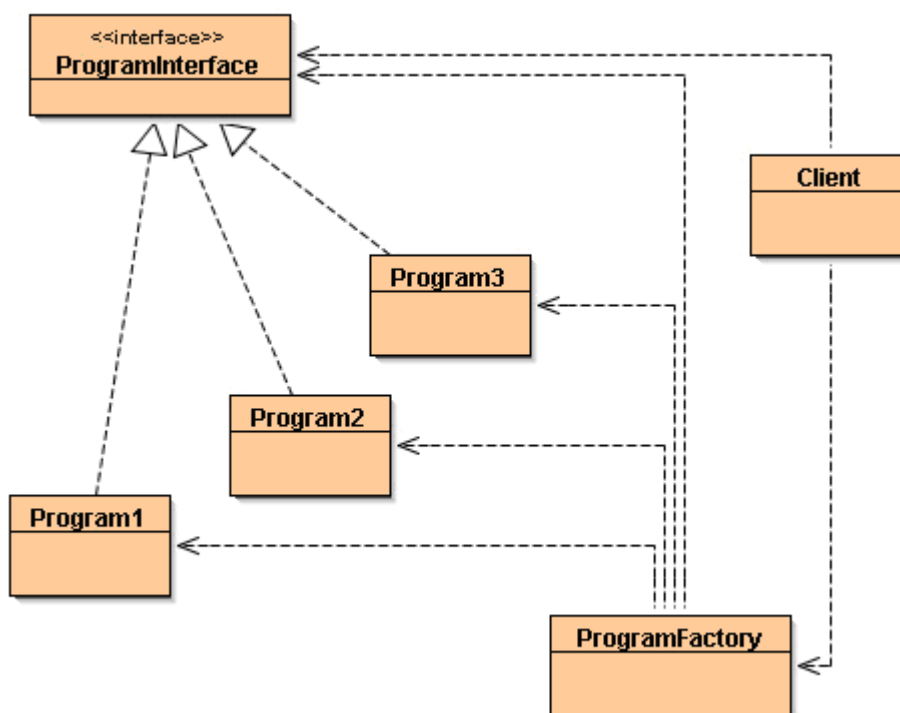 <<interface>>
ProgramInterface
Client
Program3
Program2
Program1
ProgramFactory